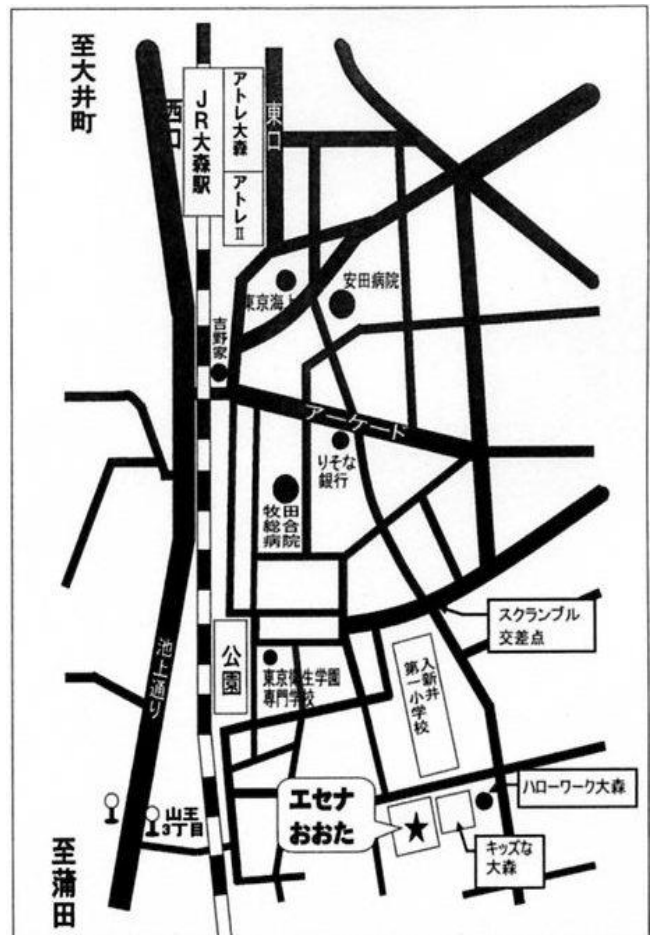 至大井町
西口
JR大森駅
アトレ大森
アトレⅡ
東口
東京海上
安田病院
吉野家
アーケード
りそな
銀行
牧田
総合
病院
スクランブル
交差点
公園
池上通り
東京衛生学園
専門学校
入新井
第一小学校
ハローワーク大森
エセナ
おおた
キッズな
大森
山王
3丁目
至蒲田